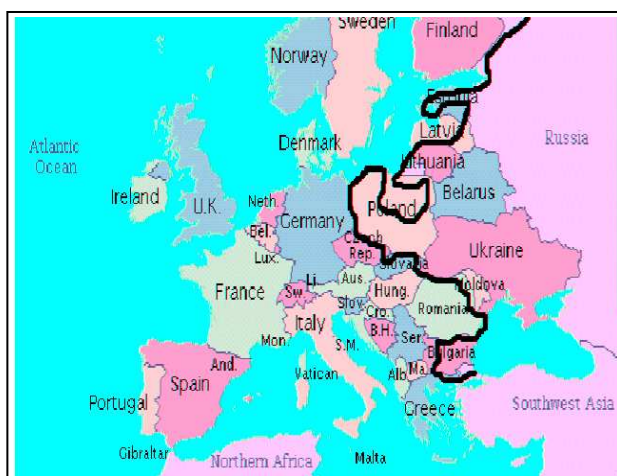 Sweden
Finland
Norway
Estonia
Atlantic
Ocean
Russia
Latvia
Denmark
Lithuania
Ireland
U.K.
Neth.
Belarus
Poland
Germany
Bel.
Czech
Rep.
Ukraine
Lux.
Slovakia
Li
Aus.
Moldova
France
Sw.
Hung.
Romania
Slov.
Cro.
Italy
B.H.
Ser.
Mon.
S.M.
Bulgaria
And.
Spain
Vatican
Alb.
Ma.
Portugal
Greece
Southwest Asia
Gibraltar
Northern Africa
Malta